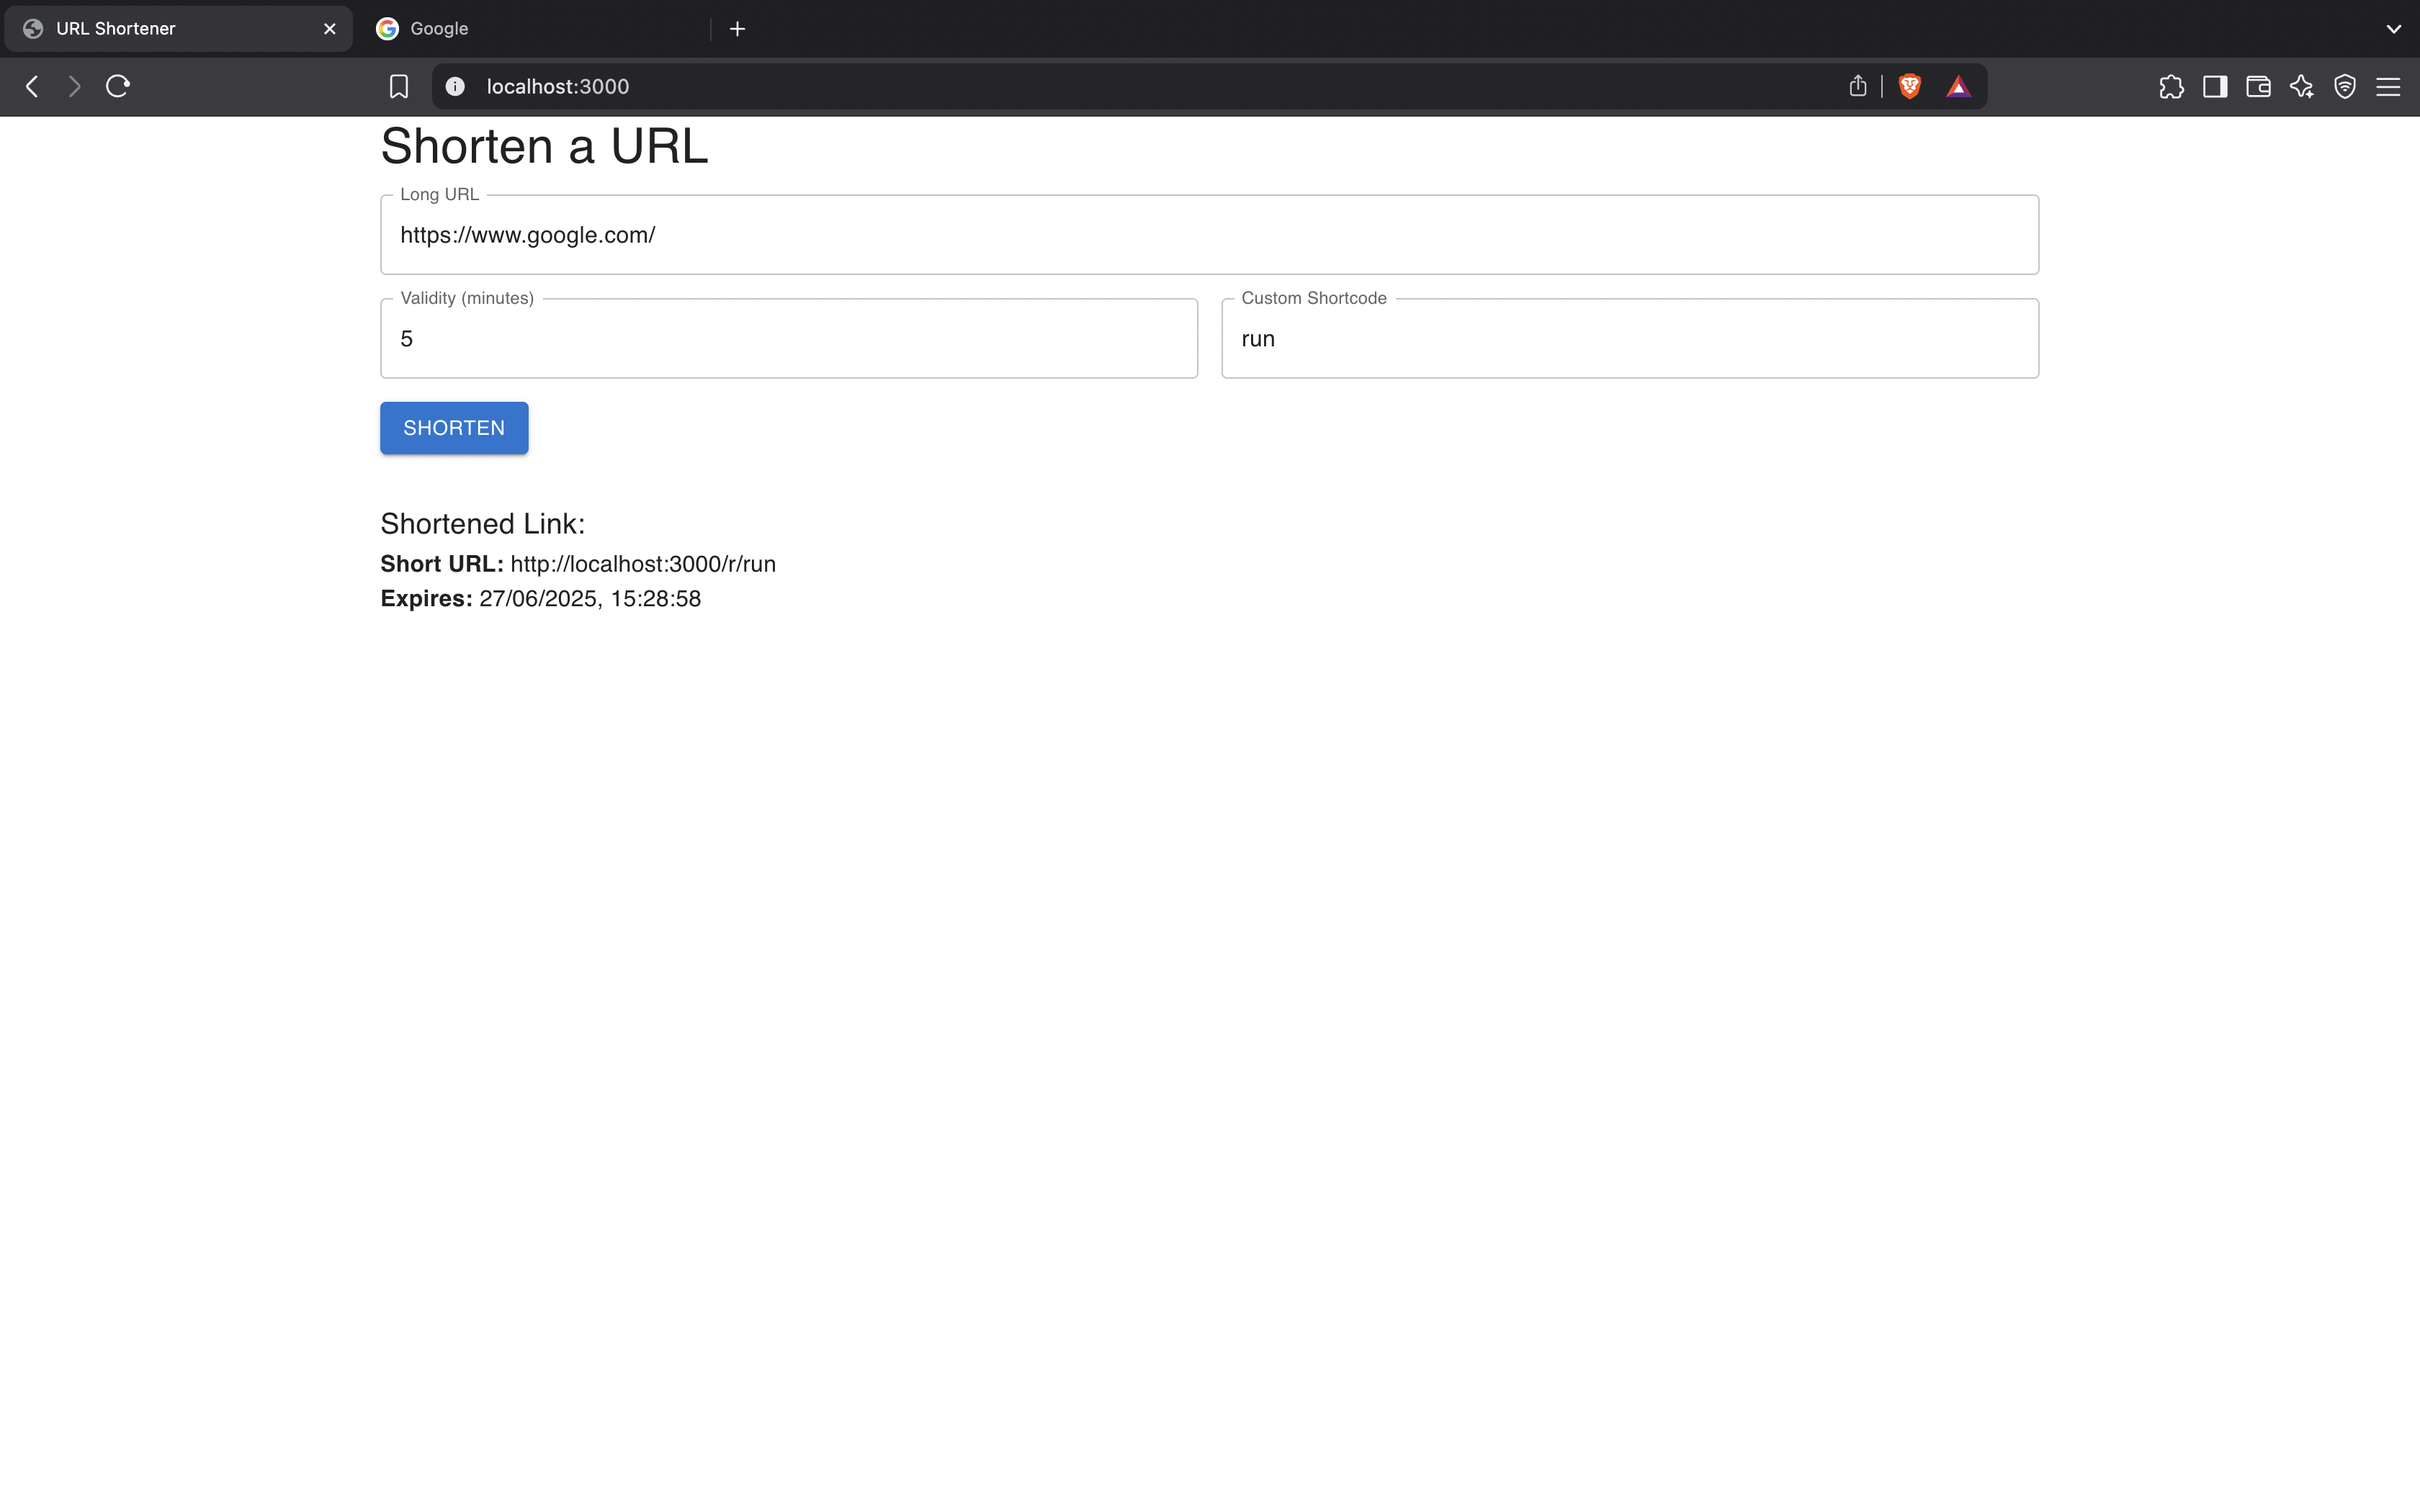 URL Shortener
Google
localhost:3000
Shorten a URL
Long URL
https://www.google.com/
Validity (minutes)
5
Custom Shortcode
run
SHORTEN
Shortened Link:
Short URL: http://localhost:3000/r/run
Expires: 27/06/2025, 15:28:58